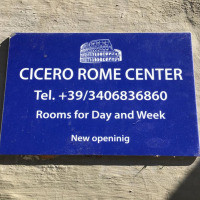 CICERO ROME CENTER
Tel. +39/3406836860
Rooms for Day and Week
New openinig